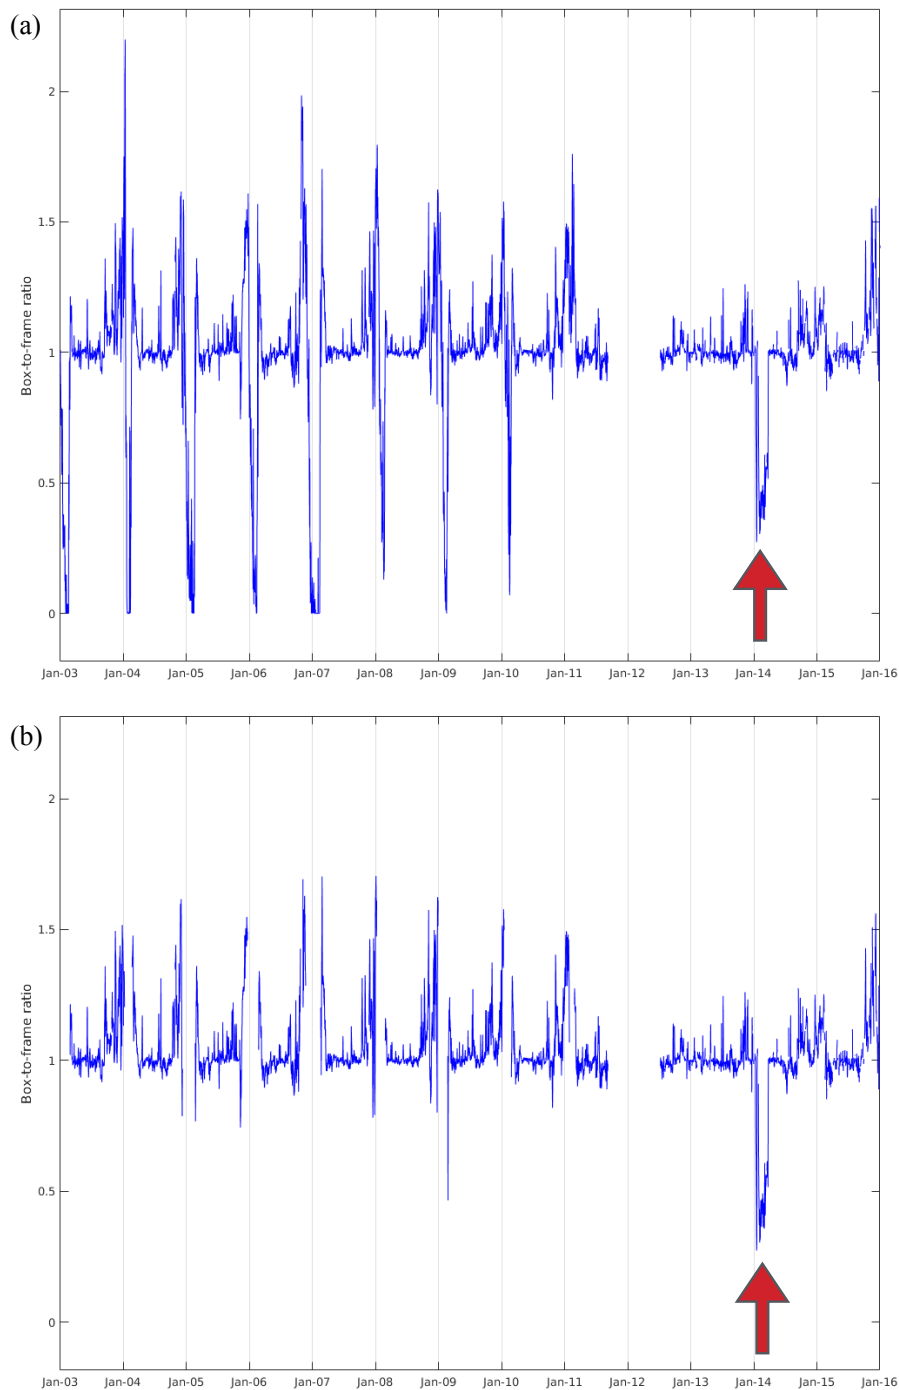 (a)
2
1.5
1
0.5
0
Box-to-frame ratio
Jan-03 Jan-04 Jan-05 Jan-06 Jan-07 Jan-08 Jan-09 Jan-10 Jan-11 Jan-12 Jan-13 Jan-14 Jan-15 Jan-16
(b)
2
1.5
1
0.5
0
Box-to-frame ratio
Jan-03 Jan-04 Jan-05 Jan-06 Jan-07 Jan-08 Jan-09 Jan-10 Jan-11 Jan-12 Jan-13 Jan-14 Jan-15 Jan-16